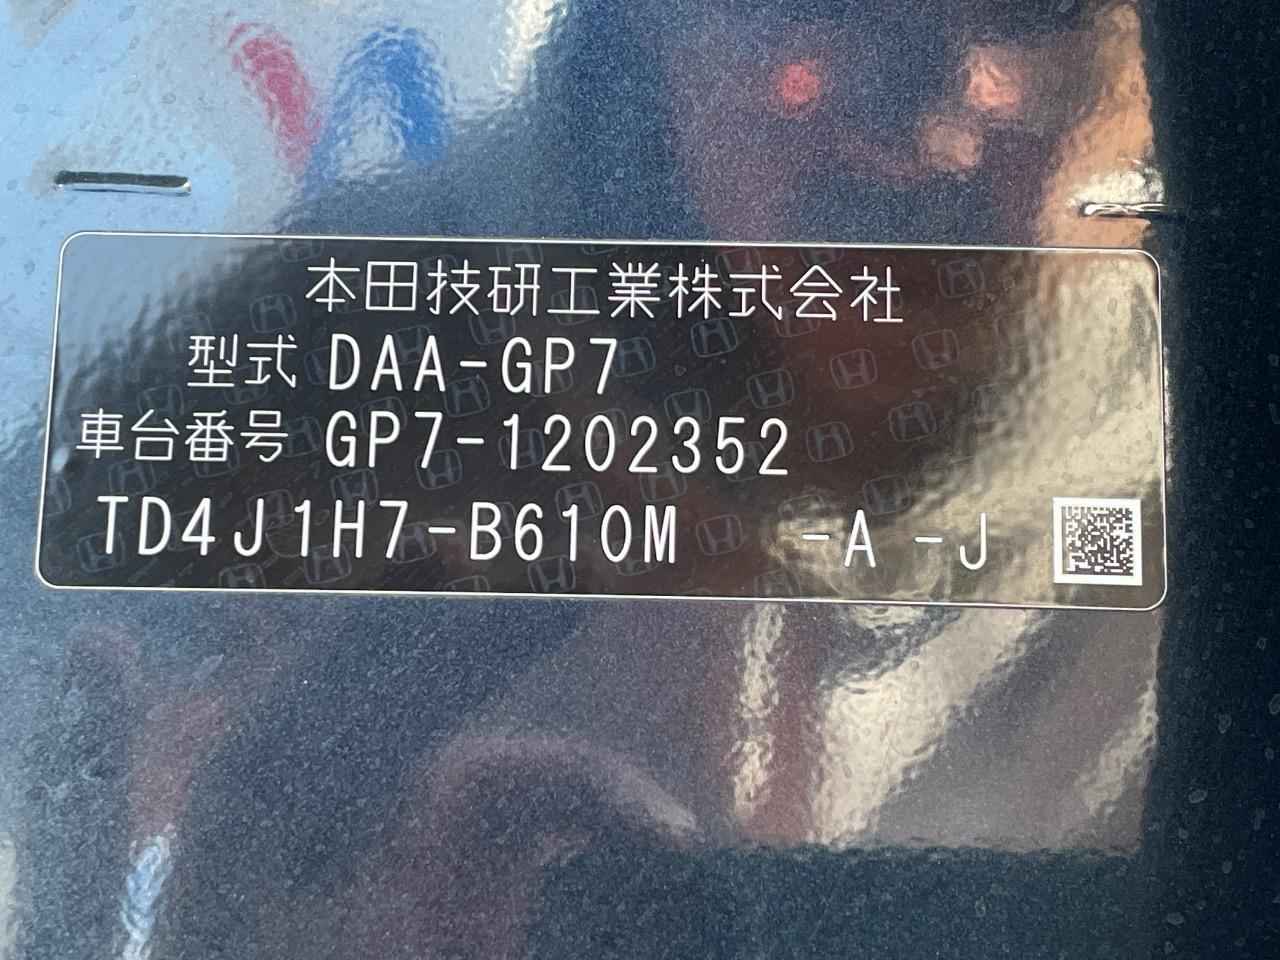 本田技研工業株式会社
型式 DAA-GP7
車台番号 GP7-1202352
TD4J1H7-B610M -A -J